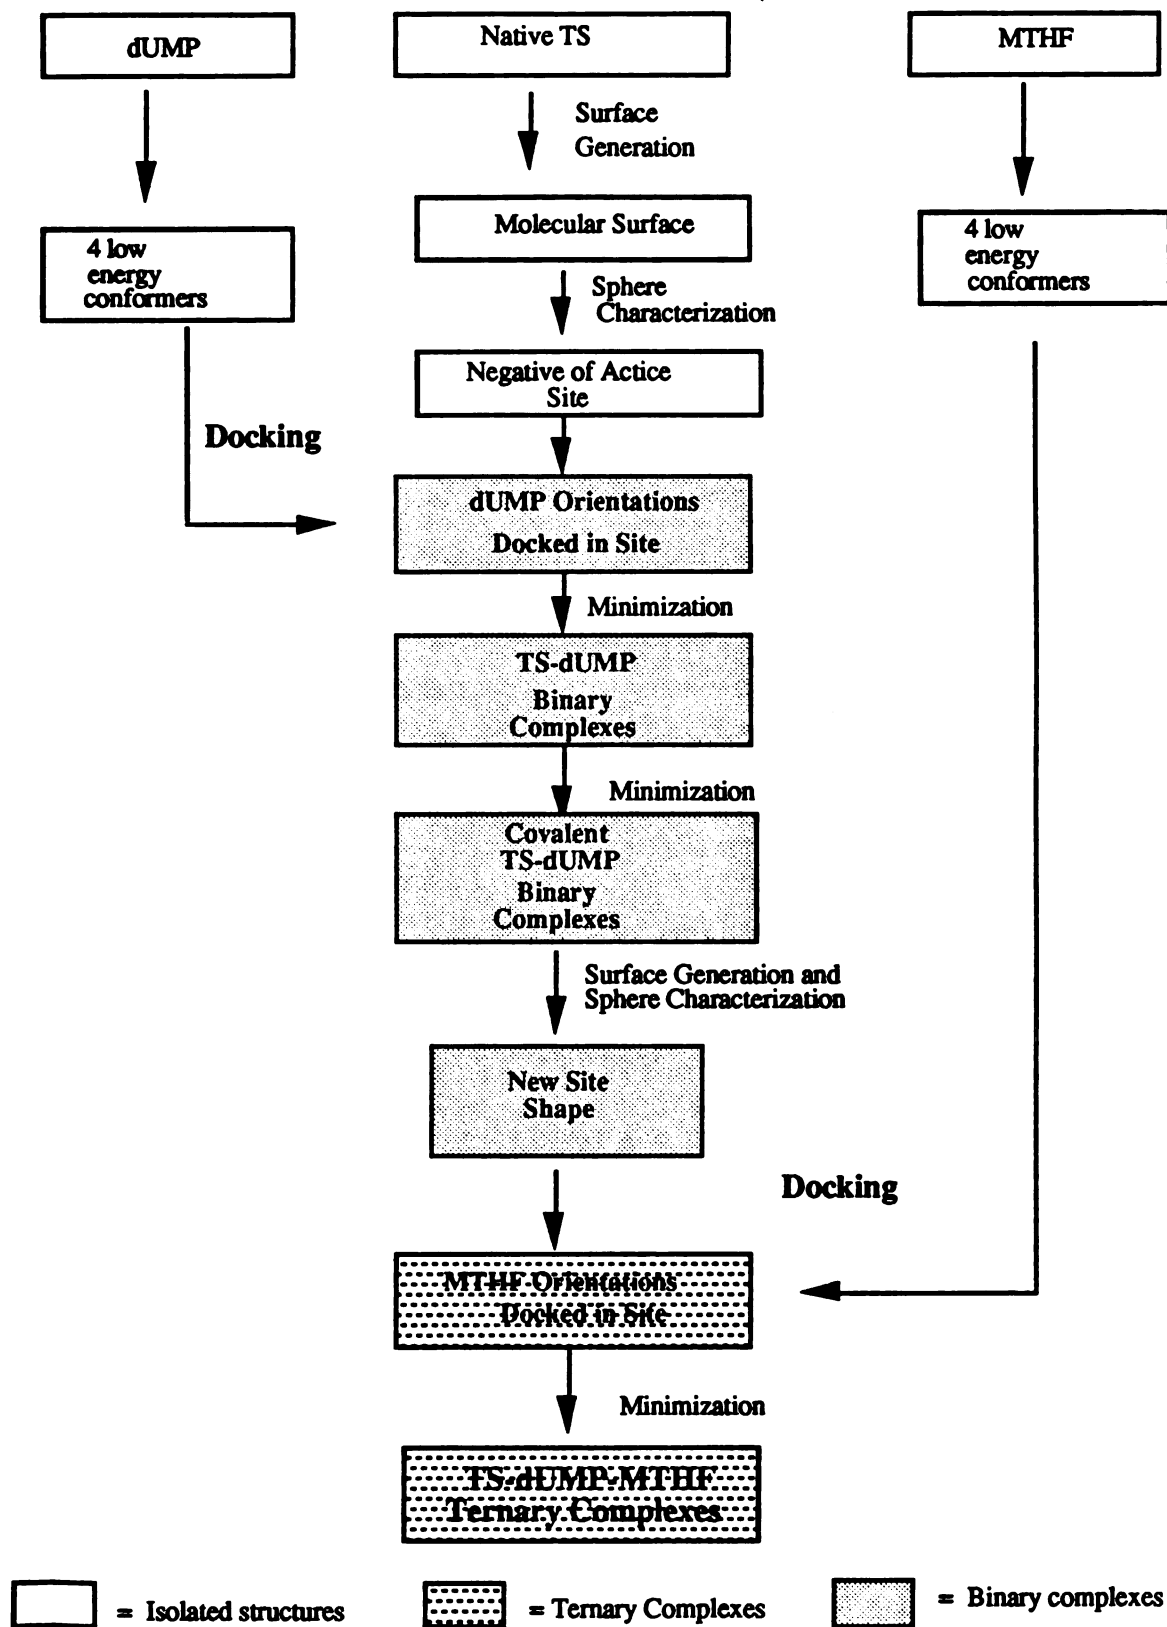 dUMP
Native TS
MTHF
Surface
Generation
Molecular Surface
4 low
energy
conformers
4 low
energy
conformers
Sphere
Characterization
Negative of Actice
Site
Docking
dUMP Orientations
Docked in Site
Minimization
TS-dUMP
Binary
Complexes
Minimization
Covalent
TS-dUMP
Binary
Complexes
Surface Generation and
Sphere Characterization
New Site
Shape
Docking
MTHF Orientations
Docked in Site
Minimization
TS-dUMP-MTHF
Ternary Complexes
= Isolated structures
= Ternary Complexes
= Binary complexes